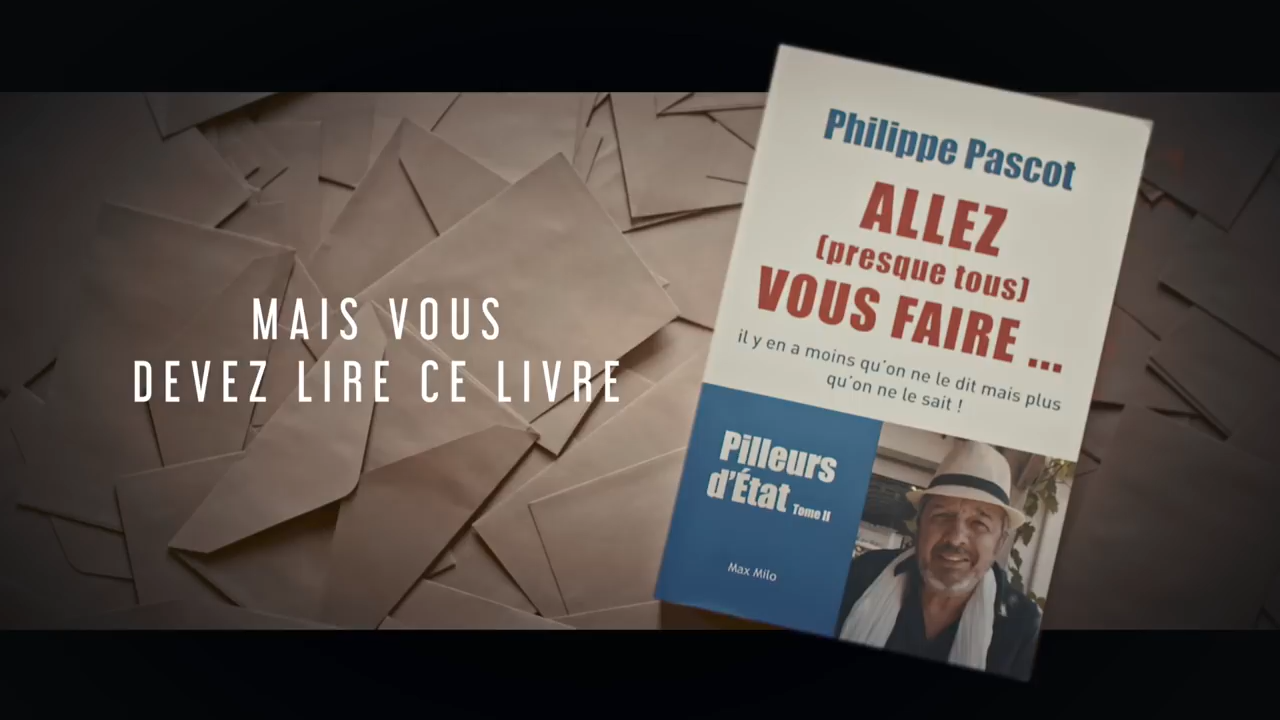 MAIS VOUS
DEVEZ LIRE CE LIVRE
Philippe Pascot
ALLEZ
(presque tous)
VOUS FAIRE ...
il y en a moins qu'on ne le dit mais plus
qu'on ne le sait !
Pilleurs
d'État Tome II
Max Milo